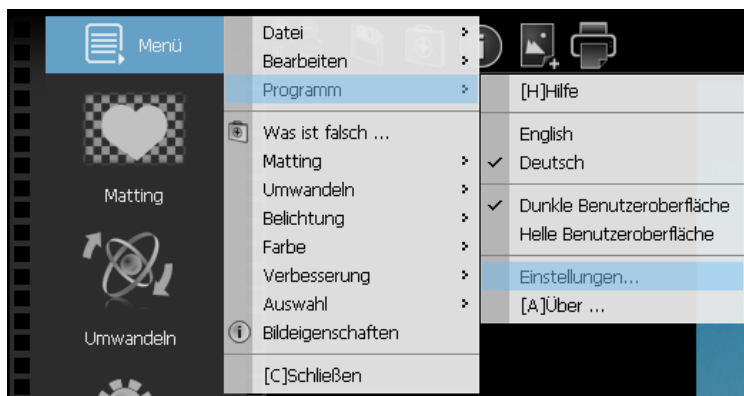 Menü
Matting
Umwandeln
Datei
Bearbeiten
Programm
Was ist falsch ...
Matting
Umwandeln
Belichtung
Farbe
Verbesserung
Auswahl
Bildeigenschaften
[C]Schließen
[H]Hilfe
English
Deutsch
Dunkle Benutzeroberfläche
Helle Benutzeroberfläche
Einstellungen...
[A]Über ...